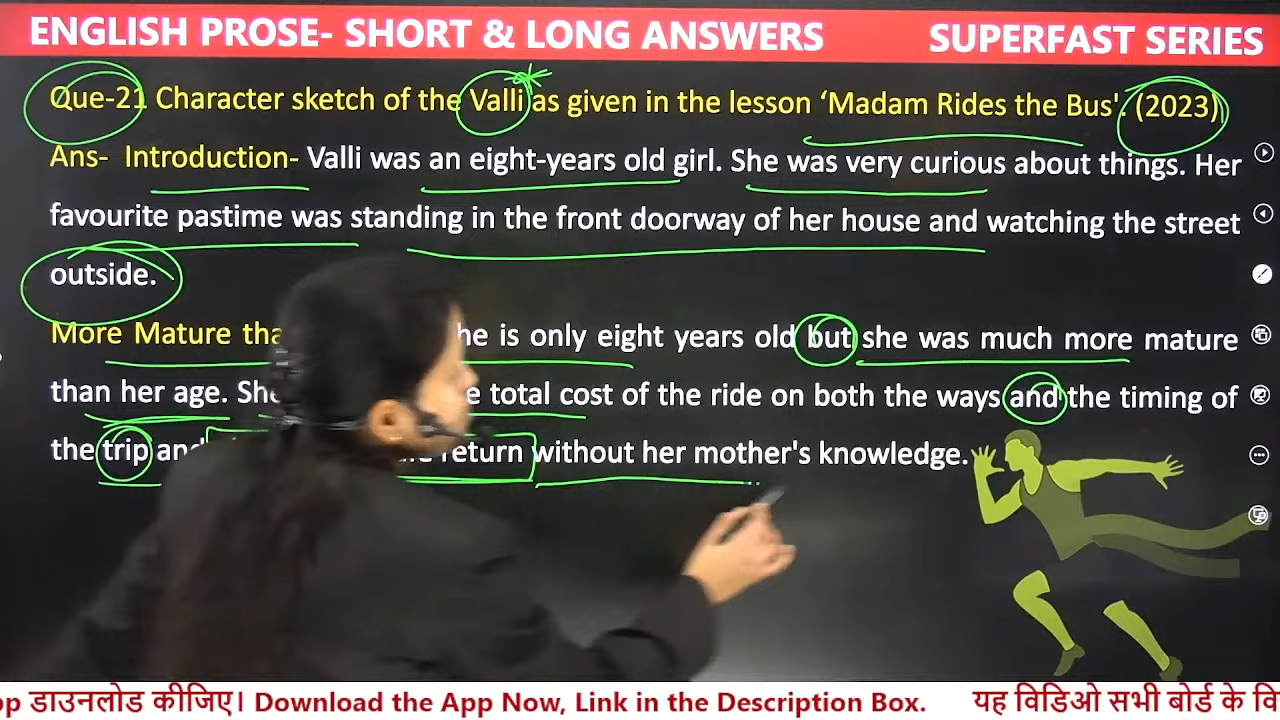 ENGLISH PROSE- SHORT & LONG ANSWERS SUPERFAST SERIES
Que-21 Character sketch of the Valli as given in the lesson ‘Madam Rides the Bus'. (2023)
Ans- Introduction- Valli was an eight-years old girl. She was very curious about things. Her
favourite pastime was standing in the front doorway of her house and watching the street
outside.
More Mature he is only eight years old but she was much more mature
than her age. She total cost of the ride on both the ways and the timing of
the trip and return without her mother's knowledge.
डाउनलोड कीजिए। Download the App Now, Link in the Description Box. यह विडिओ सभी बोर्ड के